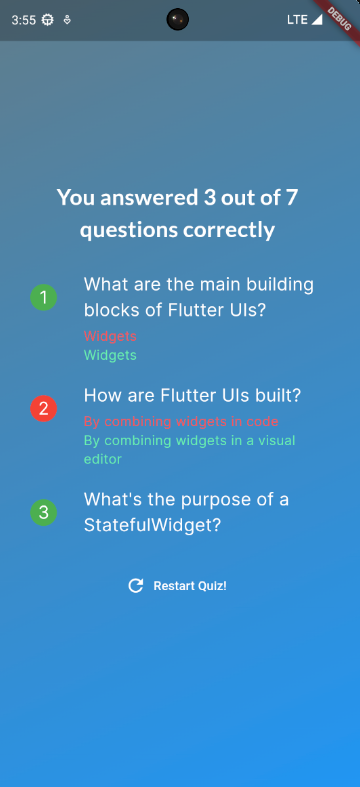 3:55
LTE
DEBUG
You answered 3 out of 7
questions correctly
1
What are the main building
blocks of Flutter UIs?
Widgets
Widgets
2
How are Flutter UIs built?
By combining widgets in code
By combining widgets in a visual
editor
3
What's the purpose of a
StatefulWidget?
Restart Quiz!